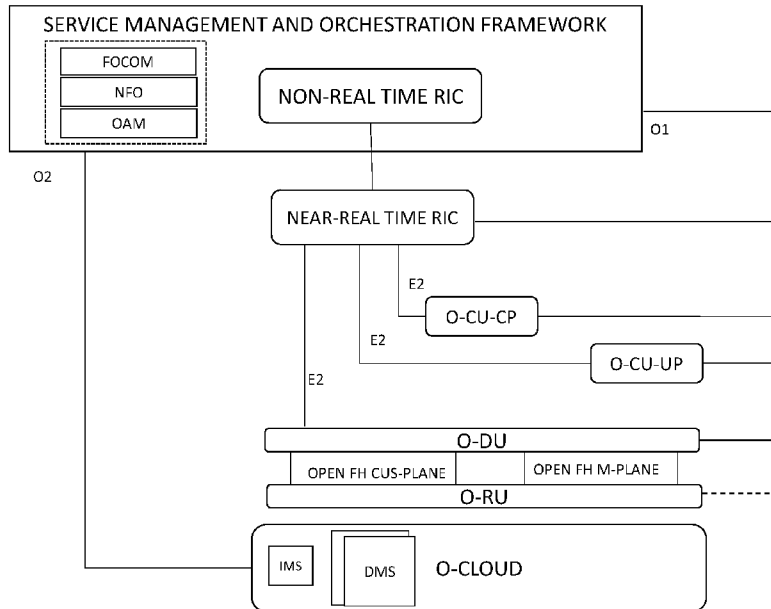 SERVICE MANAGEMENT AND ORCHESTRATION FRAMEWORK
FOCOM
NFO
OAM
NON-REAL TIME RIC
O1
O2
NEAR-REAL TIME RIC
E2
O-CU-CP
E2
O-CU-UP
E2
O-DU
OPEN FH CUS-PLANE
OPEN FH M-PLANE
O-RU
IMS
DMS
O-CLOUD